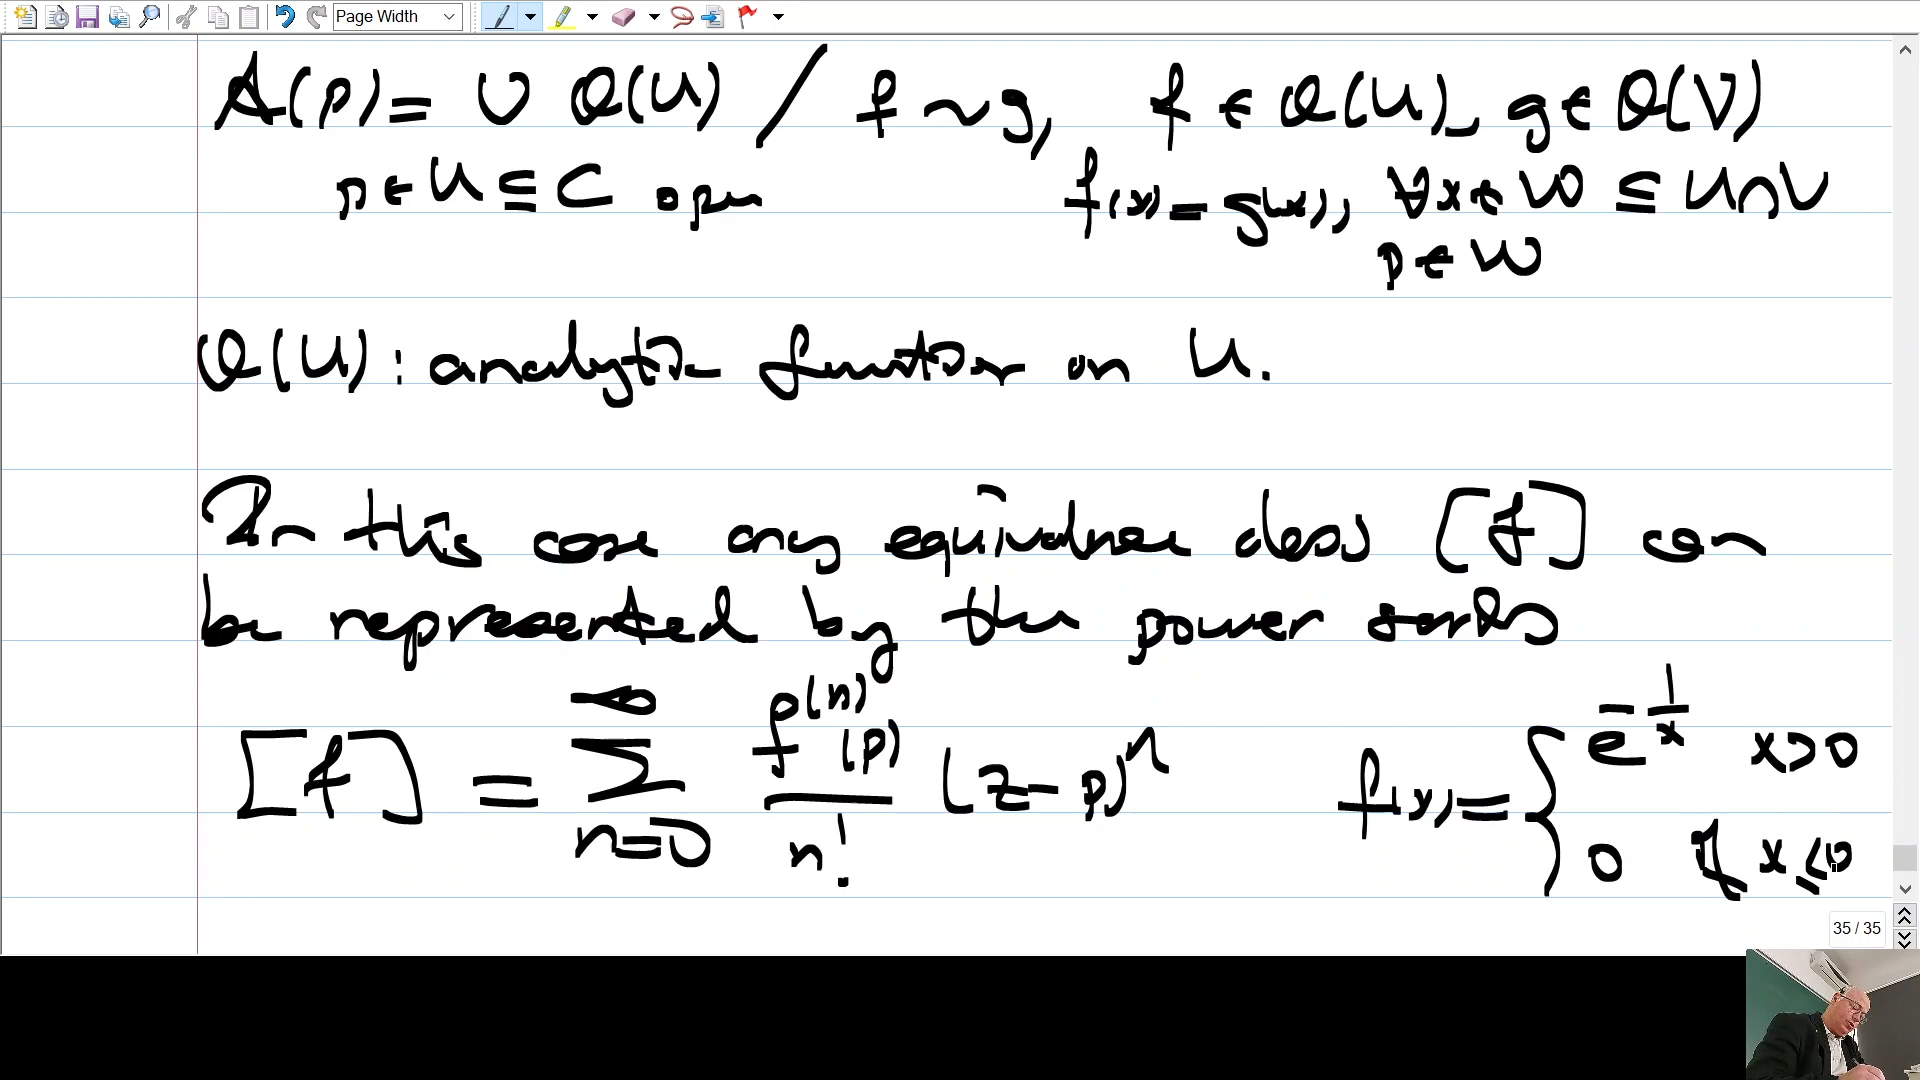 Page Width
A(p) = ∪ O(U) / f ~ g, f ∈ O(U), g ∈ O(V)
p ∈ U ⊆ C open f(x) = g(x), ∀x ∈ W ⊆ U∩V
p ∈ W
O(U): analytic function on U.
In this case any equivalence class [f] can
be represented by the power series
[f] = ∑_{n=0}^{∞} f^{(n)}(p)/n! (z-p)^n f(x) = { e^{-1/x} x>0
0 if x≤0
35 / 35